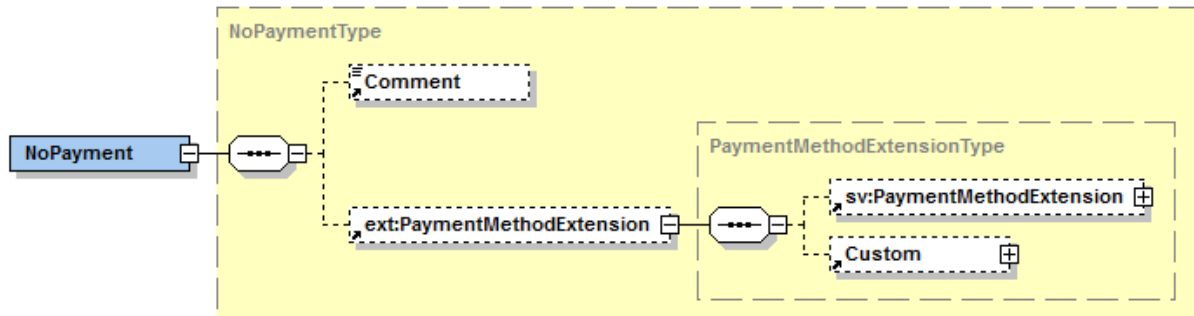 NoPaymentType
Comment
NoPayment
PaymentMethodExtensionType
sv:PaymentMethodExtension
ext:PaymentMethodExtension
Custom